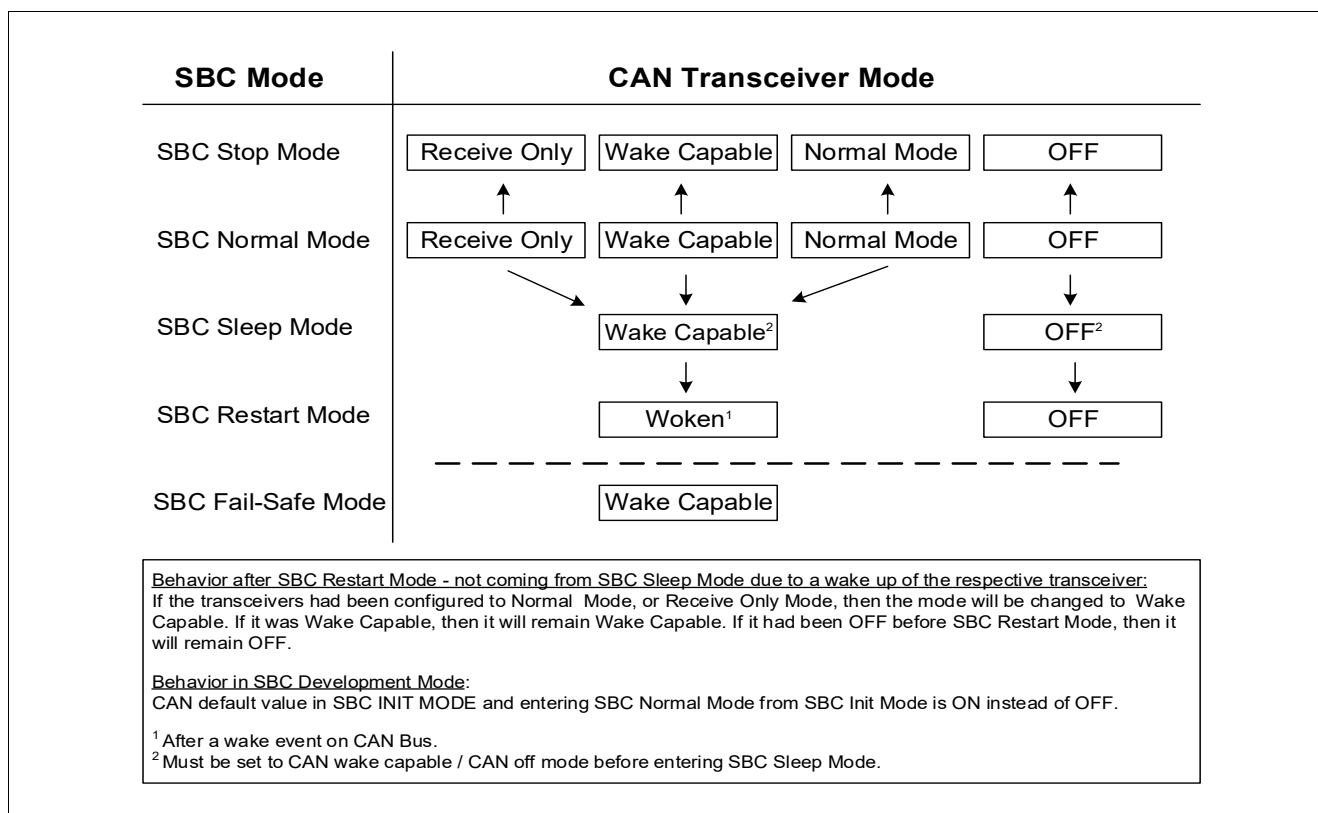 SBC Mode CAN Transceiver Mode
SBC Stop Mode Receive Only Wake Capable Normal Mode OFF
SBC Normal Mode Receive Only Wake Capable Normal Mode OFF
SBC Sleep Mode Wake Capable² OFF²
SBC Restart Mode Woken¹ OFF
SBC Fail-Safe Mode Wake Capable
Behavior after SBC Restart Mode - not coming from SBC Sleep Mode due to a wake up of the respective transceiver:
If the transceivers had been configured to Normal Mode, or Receive Only Mode, then the mode will be changed to Wake
Capable. If it was Wake Capable, then it will remain Wake Capable. If it had been OFF before SBC Restart Mode, then it
will remain OFF.
Behavior in SBC Development Mode:
CAN default value in SBC INIT MODE and entering SBC Normal Mode from SBC Init Mode is ON instead of OFF.
¹ After a wake event on CAN Bus.
² Must be set to CAN wake capable / CAN off mode before entering SBC Sleep Mode.